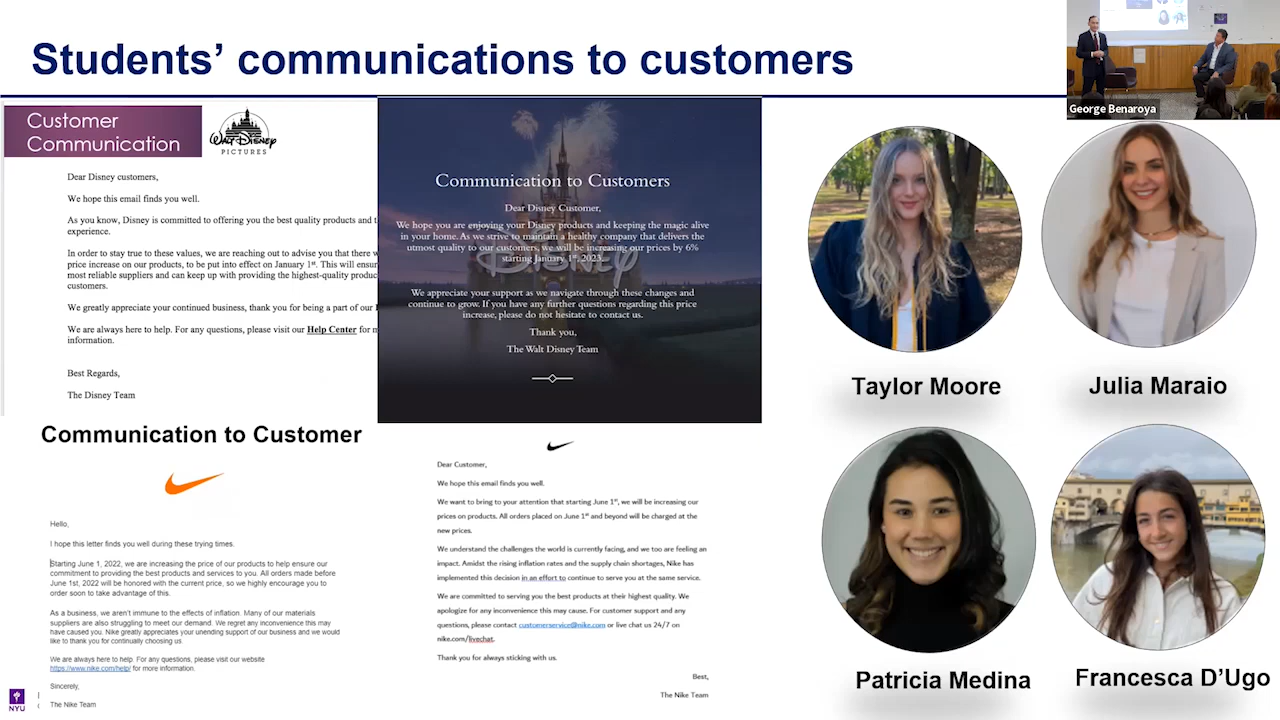 Students' communications to customers
George Benaroya
Customer
Communication
WALT DISNEY
PICTURES
Dear Disney customers,
We hope this email finds you well.
As you know, Disney is committed to offering you the best quality products and
experience.
In order to stay true to these values, we are reaching out to advise you that there
price increase on our products, to be put into effect on January 1st. This will
most reliable suppliers and can keep up with providing the highest-quality
customers.
We greatly appreciate your continued business, thank you for being a part of our
We are always here to help. For any questions, please visit our Help Center for
information.
Best Regards,
The Disney Team
Communication to Customers
Dear Disney Customer,
We hope you are enjoying your Disney products and keeping the magic alive
in your home. As we strive to maintain a healthy company that delivers the
utmost quality to our customers, we will be increasing our prices by 6%
starting January 1st, 2023.
Disney
We appreciate your support as we navigate through these changes and
continue to grow. If you have any further questions regarding this price
increase, please do not hesitate to contact us.
Thank you,
The Walt Disney Team
Communication to Customer
Hello,
I hope this letter finds you well during these trying times.
Starting June 1, 2022, we are increasing the price of our products to help ensure our
commitment to providing the best products and services to you. All orders made before
June 1st, 2022 will be honored with the current price, so we highly encourage you to
order soon to take advantage of this.
As a business, we aren't immune to the effects of inflation. Many of our materials
suppliers are also struggling to meet our demand. We regret any inconvenience this may
have caused you. Nike greatly appreciates your unending support of our business and we would
like to thank you for continually choosing us.
We are always here to help. For any questions, please visit our website
https://www.nike.com/help/ for more information.
Sincerely,
The Nike Team
Dear Customer,
We hope this email finds you well.
We want to bring to your attention that starting June 1st, we will be increasing our
prices on products. All orders placed on June 1st and beyond will be charged at the
new prices.
We understand the challenges the world is currently facing, and we too are feeling an
impact. Amidst the rising inflation rates and the supply chain shortages, Nike has
implemented this decision in an effort to continue to serve you at the same service.
We are committed to serving you the best products at their highest quality. We
apologize for any inconvenience this may cause. For customer support and any
questions, please contact customerservice@nike.com or live chat us 24/7 on
nike.com/livechat.
Thank you for always sticking with us.
Best,
The Nike Team
Taylor Moore
Julia Maraio
Patricia Medina
Francesca D'Ugo
NYU